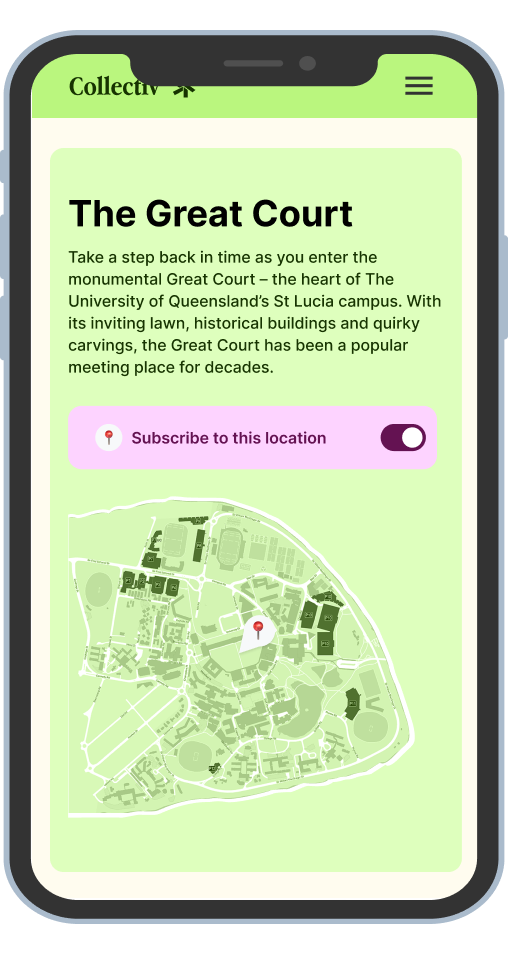 Collectiv
The Great Court
Take a step back in time as you enter the
monumental Great Court – the heart of The
University of Queensland’s St Lucia campus. With
its inviting lawn, historical buildings and quirky
carvings, the Great Court has been a popular
meeting place for decades.
Subscribe to this location